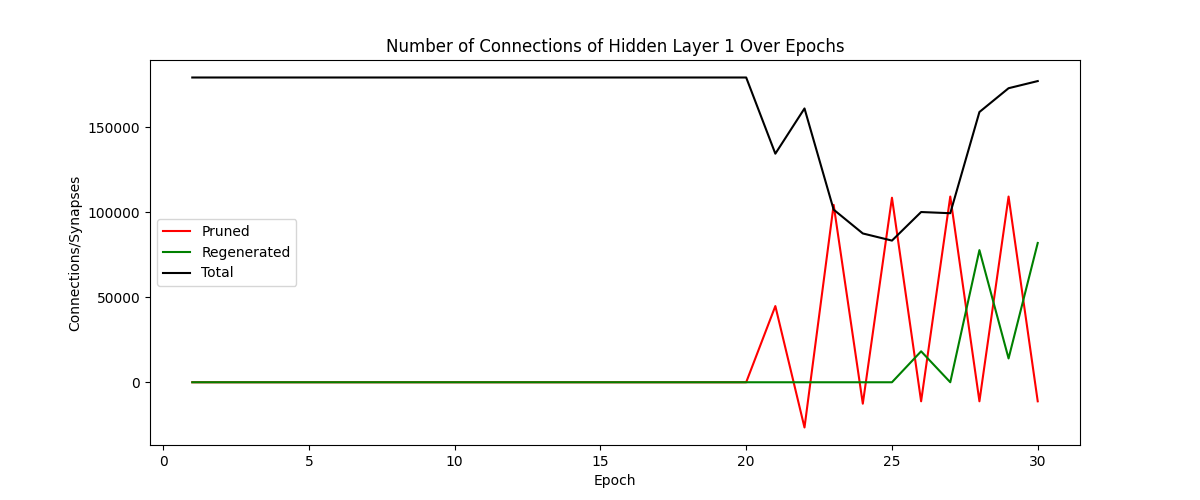 Number of Connections of Hidden Layer 1 Over Epochs
Connections/Synapses
150000
100000
50000
0
Pruned
Regenerated
Total
0 5 10 15 20 25 30
Epoch